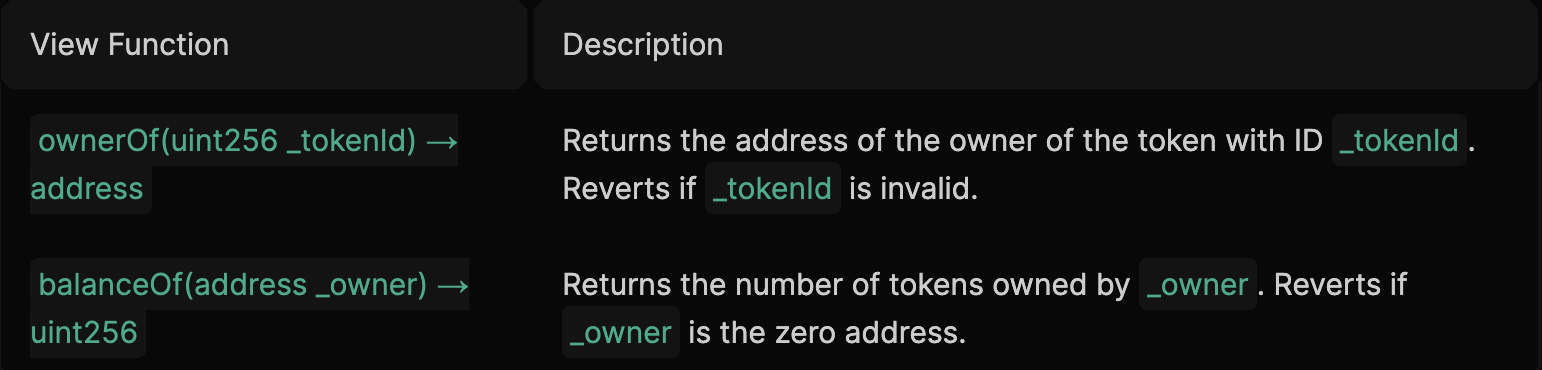 View Function
Description
ownerOf(uint256 _tokenId) →
address
Returns the address of the owner of the token with ID _tokenId.
Reverts if _tokenId is invalid.
balanceOf(address _owner) →
uint256
Returns the number of tokens owned by _owner. Reverts if
_owner is the zero address.